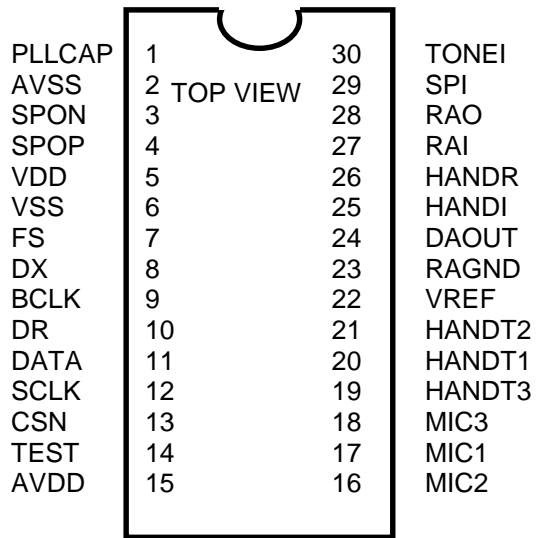 PLLCAP 1 30 TONEI
AVSS 2 TOP VIEW 29 SPI
SPON 3 28 RAO
SPOP 4 27 RAI
VDD 5 26 HANDR
VSS 6 25 HANDI
FS 7 24 DAOUT
DX 8 23 RAGND
BCLK 9 22 VREF
DR 10 21 HANDT2
DATA 11 20 HANDT1
SCLK 12 19 HANDT3
CSN 13 18 MIC3
TEST 14 17 MIC1
AVDD 15 16 MIC2